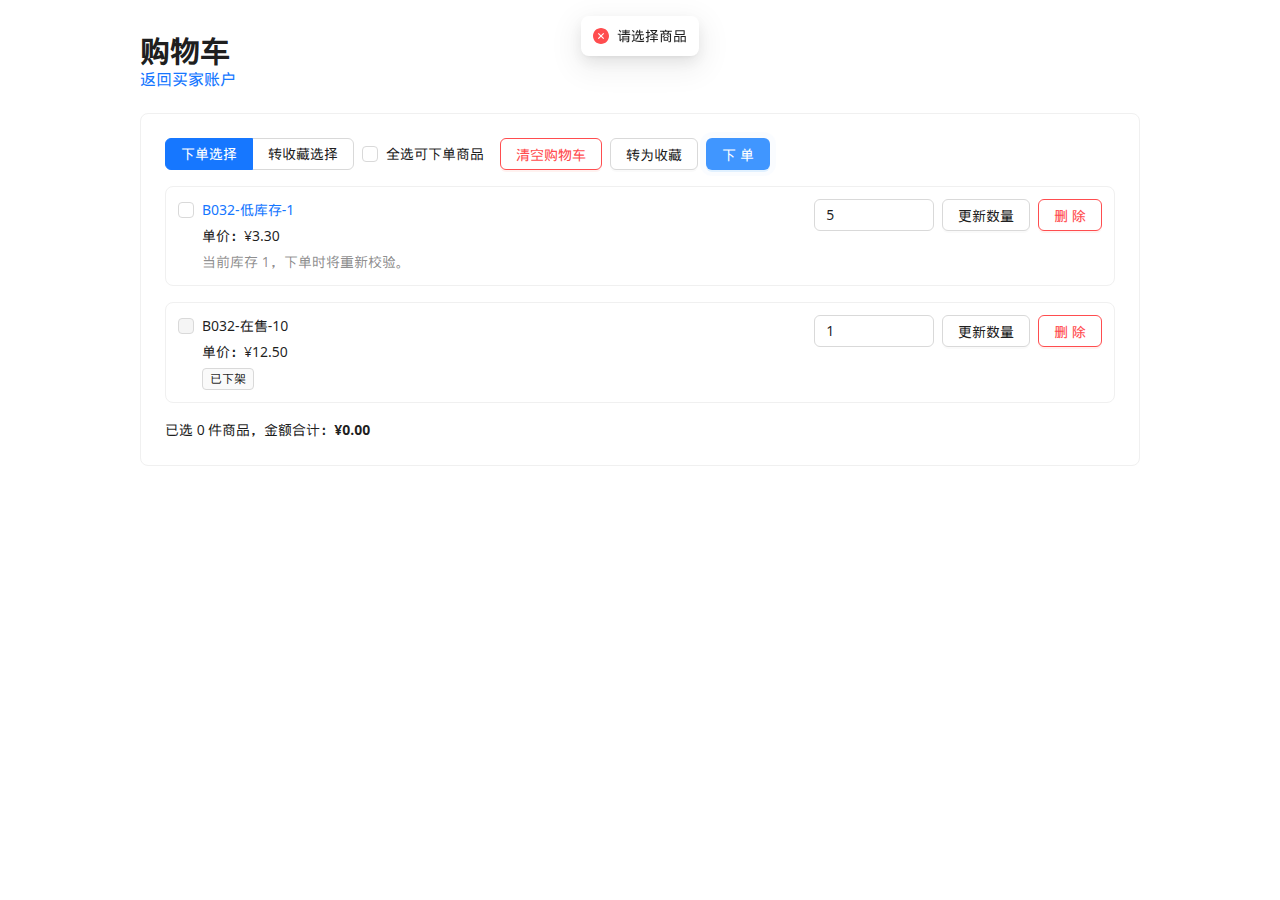 请选择商品
购物车
返回买家账户
下单选择 转收藏选择 全选可下单商品 清空购物车 转为收藏 下 单
B032-低库存-1 5 更新数量 删 除
单价：¥3.30
当前库存 1，下单时将重新校验。
B032-在售-10 1 更新数量 删 除
单价：¥12.50
已下架
已选 0 件商品，金额合计：¥0.00